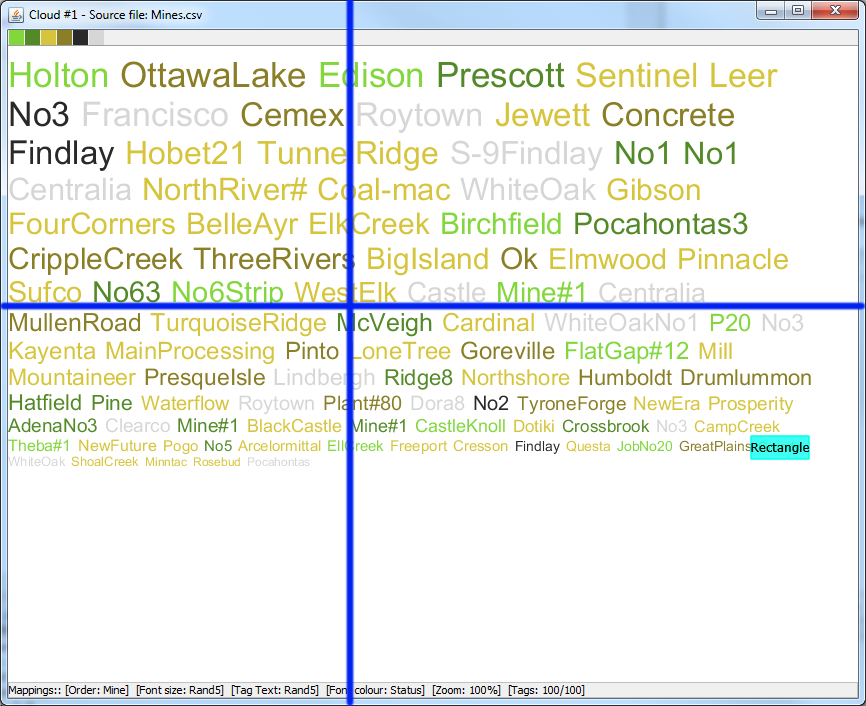 Cloud #1 - Source file: Mines.csv
Holton OttawaLake Edison Prescott Sentinel Leer
No3 Francisco Cemex Roytown Jewett Concrete
Findlay Hobet21 Tunne Ridge S-9Findlay No1 No1
Centralia NorthRiver# Coal-mac WhiteOak Gibson
FourCorners BelleAyr ElkCreek Birchfield Pocahontas3
CrippleCreek ThreeRivers BigIsland Ok Elmwood Pinnacle
Sufco No63 No6Strip WestElk Castle Mine#1 Centralia
MullenRoad TurquoiseRidge McVeigh Cardinal WhiteOakNo1 P20 No3
Kayenta MainProcessing Pinto LoneTree Goreville FlatGap#12 Mill
Mountaineer PresqueIsle Lindbergh Ridge8 Northshore Humboldt Drumlummon
Hatfield Pine Waterflow Roytown Plant#80 Dora8 No2 TyroneForge NewEra Prosperity
AdenaNo3 Clearco Mine#1 BlackCastle Mine#1 CastleKnoll Dotiki Crossbrook No3 CampCreek
Theba#1 NewFuture Pogo No5 Arcelormittal EllCreek Freeport Cresson Findlay Questa JobNo20 GreatPlains Rectangle
WhiteOak ShoalCreek Minntac Rosebud Pocahontas
Mappings:: [Order: Mine] [Font size: Rand5] [Tag Text: Rand5] [Font colour: Status] [Zoom: 100%] [Tags: 100/100]